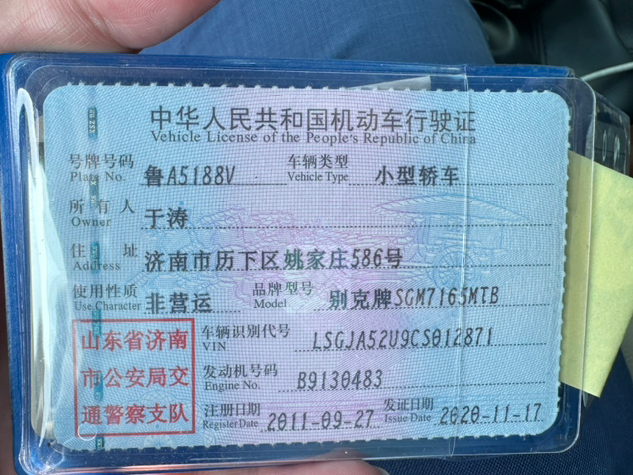 中华人民共和国机动车行驶证
Vehicle License of the People's Republic of China
号牌号码 鲁A5188V 车辆类型 小型轿车
Plate No. Vehicle Type
所有人 于涛
Owner
住址 济南市历下区姚家庄586号
Address
使用性质 非营运 品牌型号 别克牌SGM7165MTB
Use Character Model
山东省济南
市公安局交
通警察支队
车辆识别代号 LSGJA52U9CS012871
VIN
发动机号码 B9130483
Engine No.
注册日期 2011-09-27 发证日期 2020-11-17
Register Date Issue Date